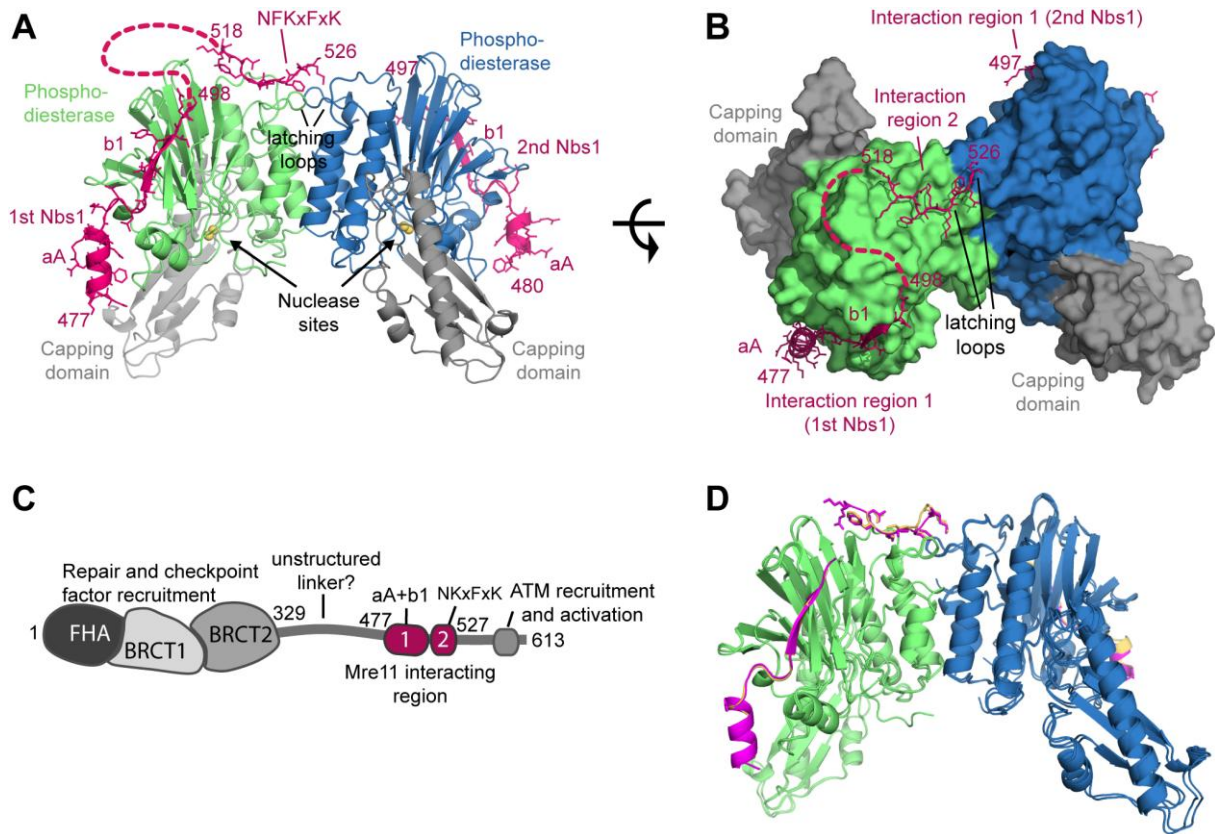 A
518
NFKxFxK
526
Phospho-
diesterase
497
Phospho-
diesterase
498
latching
loops
b1
b1
2nd Nbs1
1st Nbs1
aA
aA
480
477
Nuclease
sites
Capping
domain
Capping
domain
B
Interaction region 1 (2nd Nbs1)
497
Capping
domain
Interaction
region 2
518
526
498
b1
latching
loops
aA
477
Capping
domain
Interaction region 1
(1st Nbs1)
C
Repair and checkpoint
factor recruitment
unstructured
linker?
ATM recruitment
and activation
aA+b1
NKxFxK
329
477
527
1
FHA
BRCT1
BRCT2
1
2
613
Mre11 interacting
region
D